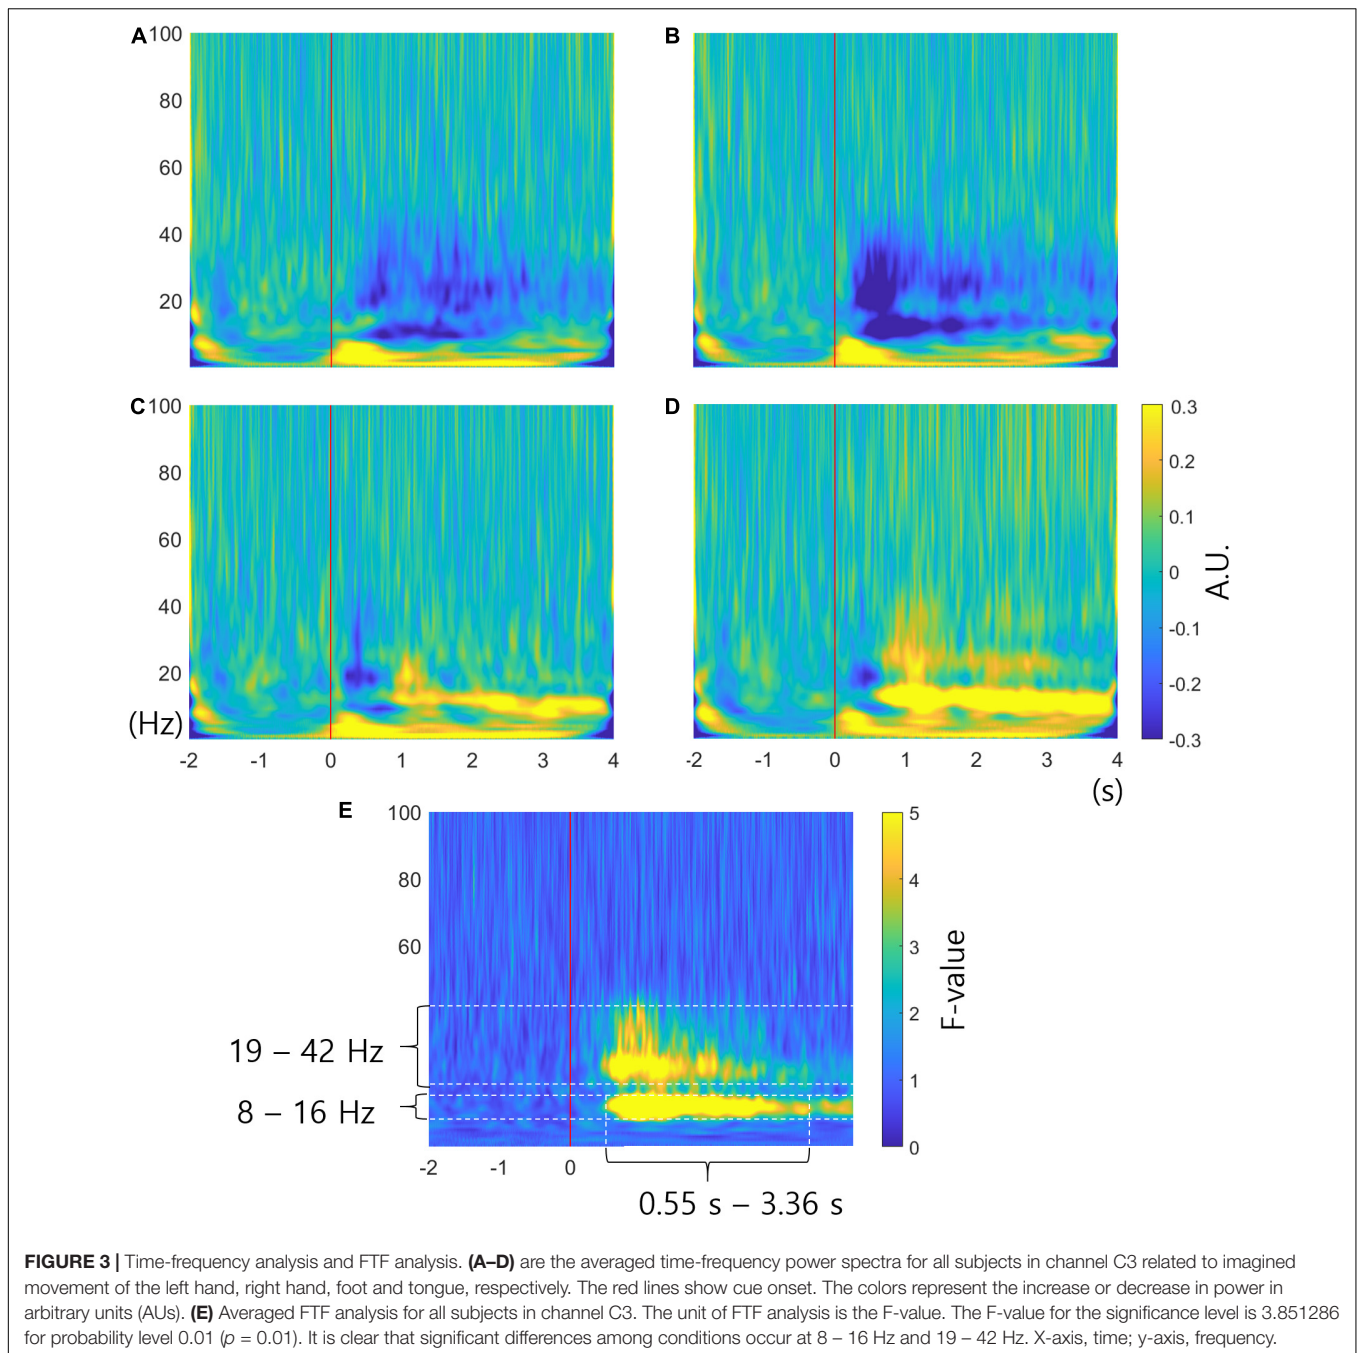 A
100
80
60
40
20
B
C
100
80
60
40
20
(Hz)
-2 -1 0 1 2 3 4
D
-2 -1 0 1 2 3 4
(s)
0.3
0.2
0.1
0
-0.1
-0.2
-0.3
A.U.
E
100
80
60
19 – 42 Hz
8 – 16 Hz
-2 -1 0
0.55 s – 3.36 s
5
4
3
2
1
0
F-value
FIGURE 3 | Time-frequency analysis and FTF analysis. (A–D) are the averaged time-frequency power spectra for all subjects in channel C3 related to imagined
movement of the left hand, right hand, foot and tongue, respectively. The red lines show cue onset. The colors represent the increase or decrease in power in
arbitrary units (AUs). (E) Averaged FTF analysis for all subjects in channel C3. The unit of FTF analysis is the F-value. The F-value for the significance level is 3.851286
for probability level 0.01 (p = 0.01). It is clear that significant differences among conditions occur at 8 – 16 Hz and 19 – 42 Hz. X-axis, time; y-axis, frequency.